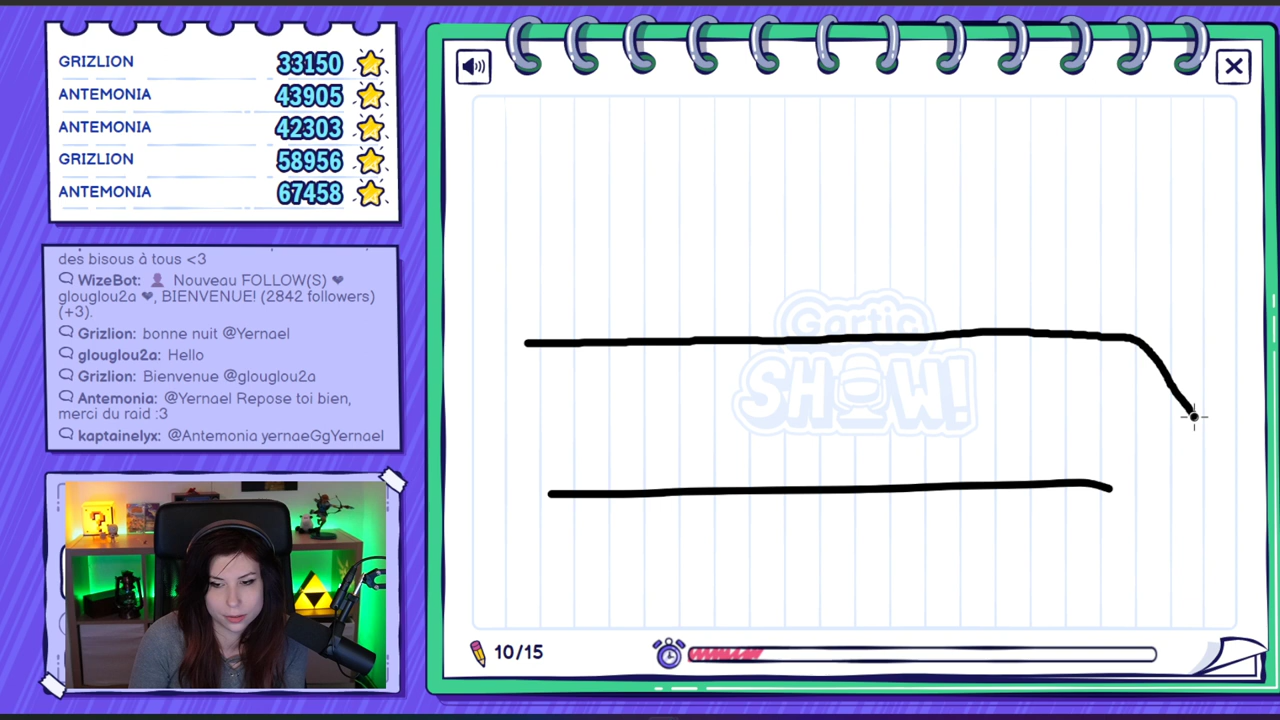 GRIZLION 33150
ANTEMONIA 43905
ANTEMONIA 42303
GRIZLION 58956
ANTEMONIA 67458
des bisous à tous <3
WizeBot: 👤 Nouveau FOLLOW(S) ❤
glouglou2a ❤, BIENVENUE! (2842 followers)
(+3).
Grizlion: bonne nuit @Yernael
glouglou2a: Hello
Grizlion: Bienvenue @glouglou2a
Antemonia: @Yernael Repose toi bien,
merci du raid :3
kaptainelyx: @Antemonia yernaeGgYernael
Gartic
SHOW!
10/15